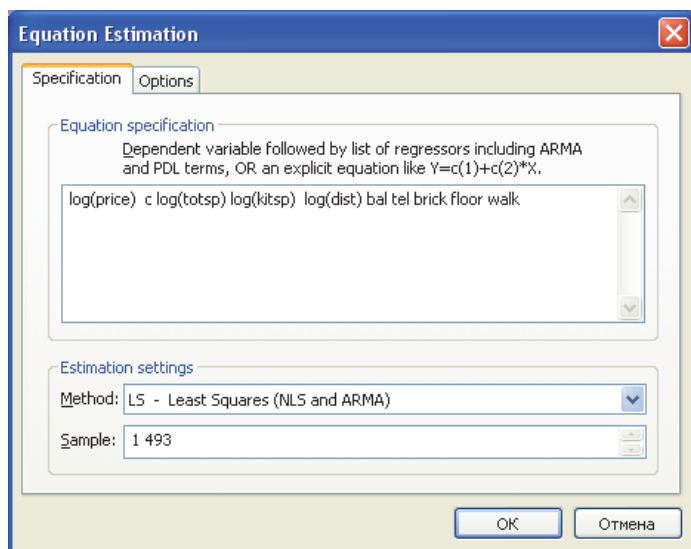 Equation Estimation
Specification Options
Equation specification
Dependent variable followed by list of regressors including ARMA
and PDL terms, OR an explicit equation like Y=c(1)+c(2)*X.
log(price) c log(totsp) log(kitsp) log(dist) bal tel brick floor walk
Estimation settings
Method: LS - Least Squares (NLS and ARMA)
Sample: 1 493
OK Отмена